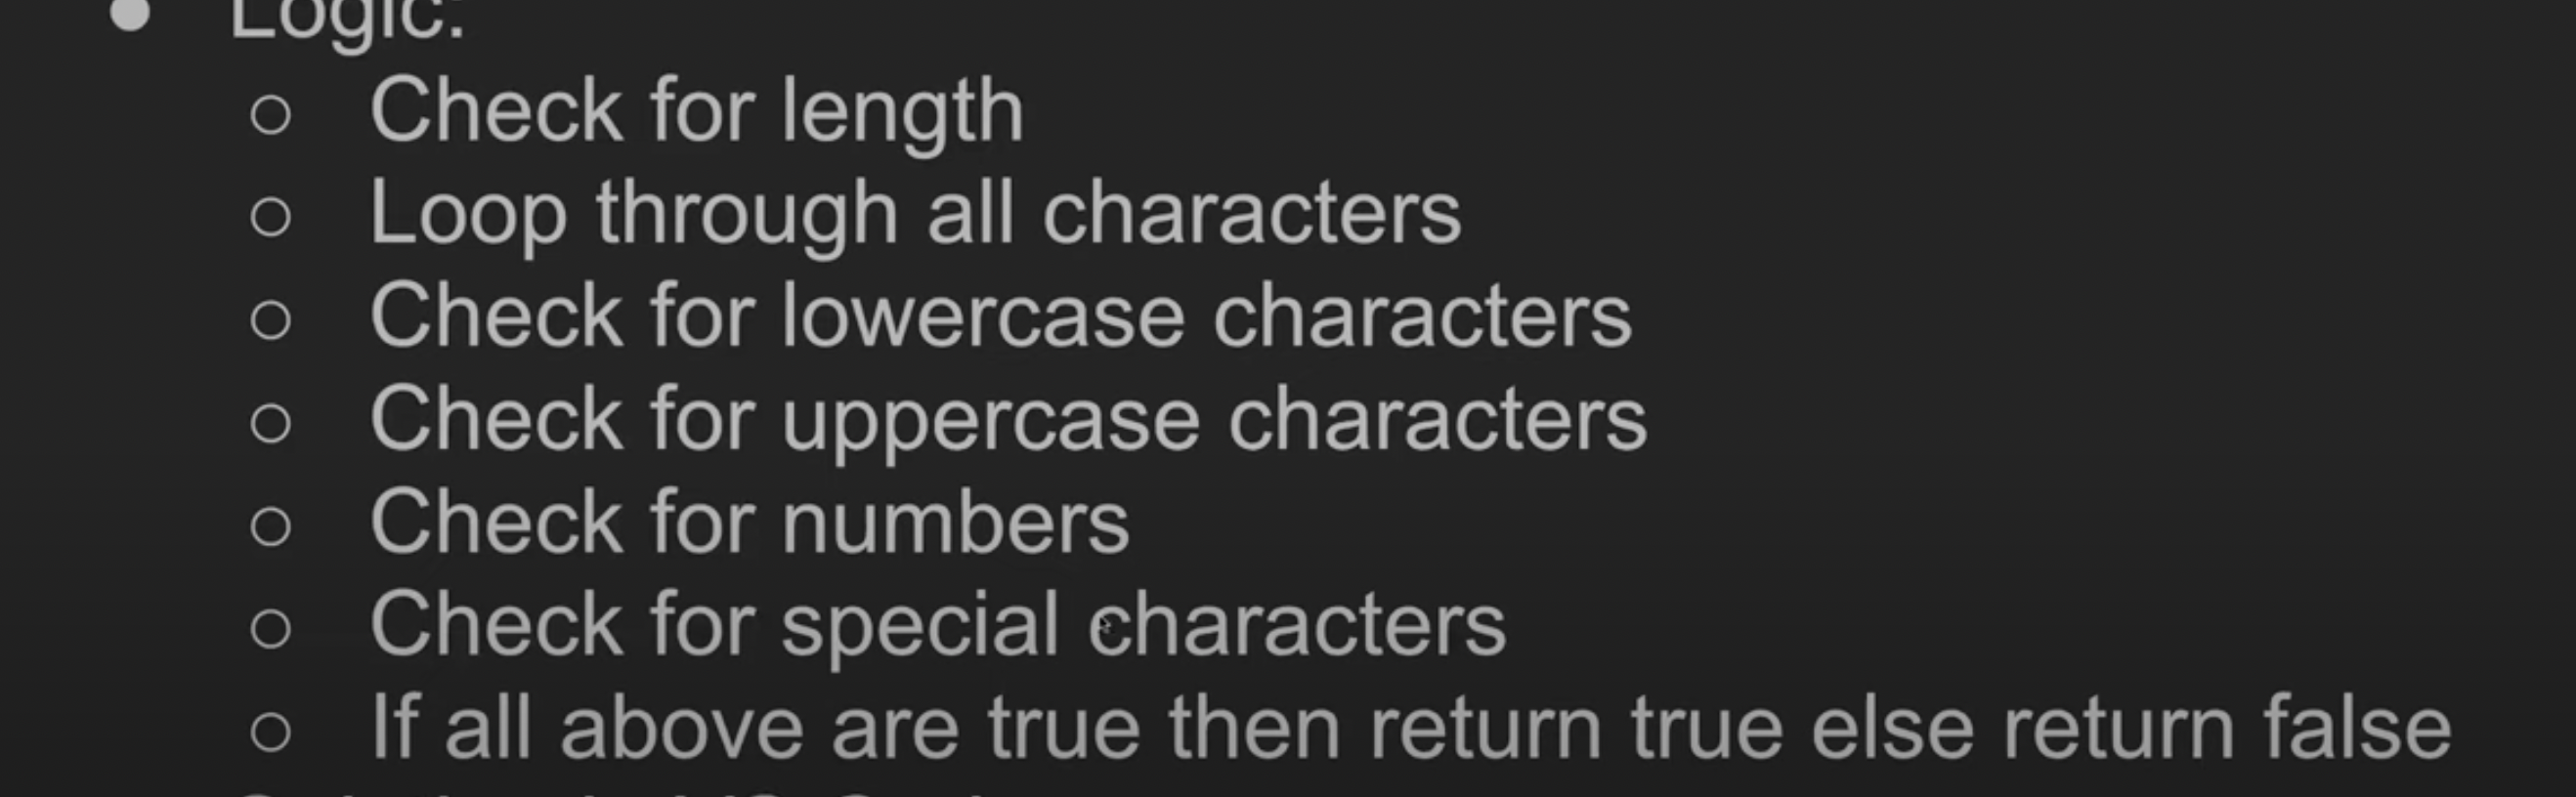 ● Logic:
○ Check for length
○ Loop through all characters
○ Check for lowercase characters
○ Check for uppercase characters
○ Check for numbers
○ Check for special characters
○ If all above are true then return true else return false